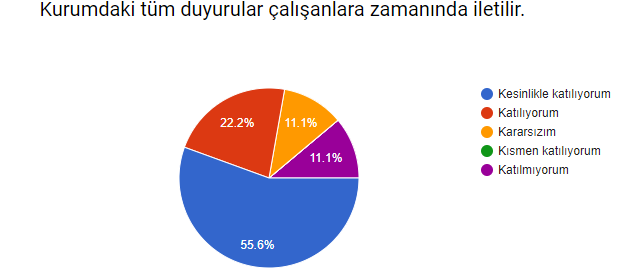 Kurumdaki tüm duyurular çalışanlara zamanında iletilir.
22.2%
11.1%
11.1%
55.6%
Kesinlikle katılıyorum
Katılıyorum
Kararsızım
Kısmen katılıyorum
Katılmıyorum